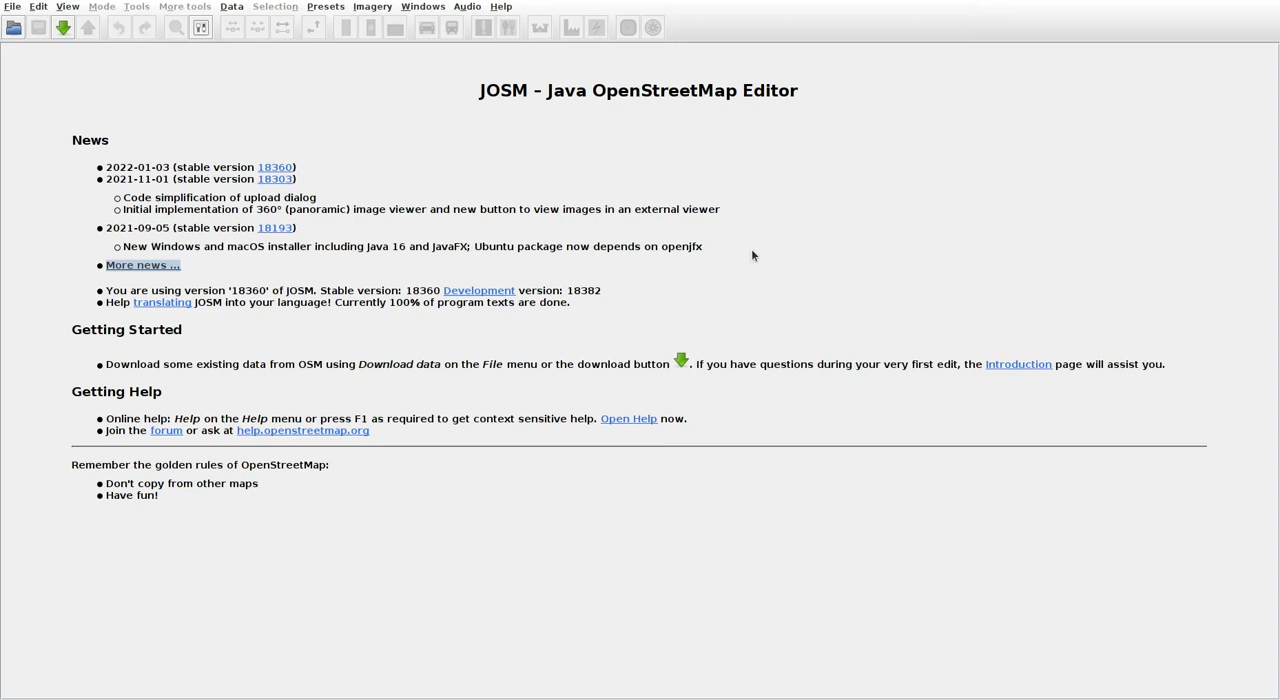 File Edit View Mode Tools More tools Data Selection Presets Imagery Windows Audio Help
JOSM – Java OpenStreetMap Editor
News
2022-01-03 (stable version 18360)
2021-11-01 (stable version 18303)
Code simplification of upload dialog
Initial implementation of 360° (panoramic) image viewer and new button to view images in an external viewer
2021-09-05 (stable version 18193)
New Windows and macOS installer including Java 16 and JavaFX; Ubuntu package now depends on openjfx
More news ...
You are using version '18360' of JOSM. Stable version: 18360 Development version: 18382
Help translating JOSM into your language! Currently 100% of program texts are done.
Getting Started
Download some existing data from OSM using Download data on the File menu or the download button . If you have questions during your very first edit, the Introduction page will assist you.
Getting Help
Online help: Help on the Help menu or press F1 as required to get context sensitive help. Open Help now.
Join the forum or ask at help.openstreetmap.org
Remember the golden rules of OpenStreetMap:
Don't copy from other maps
Have fun!